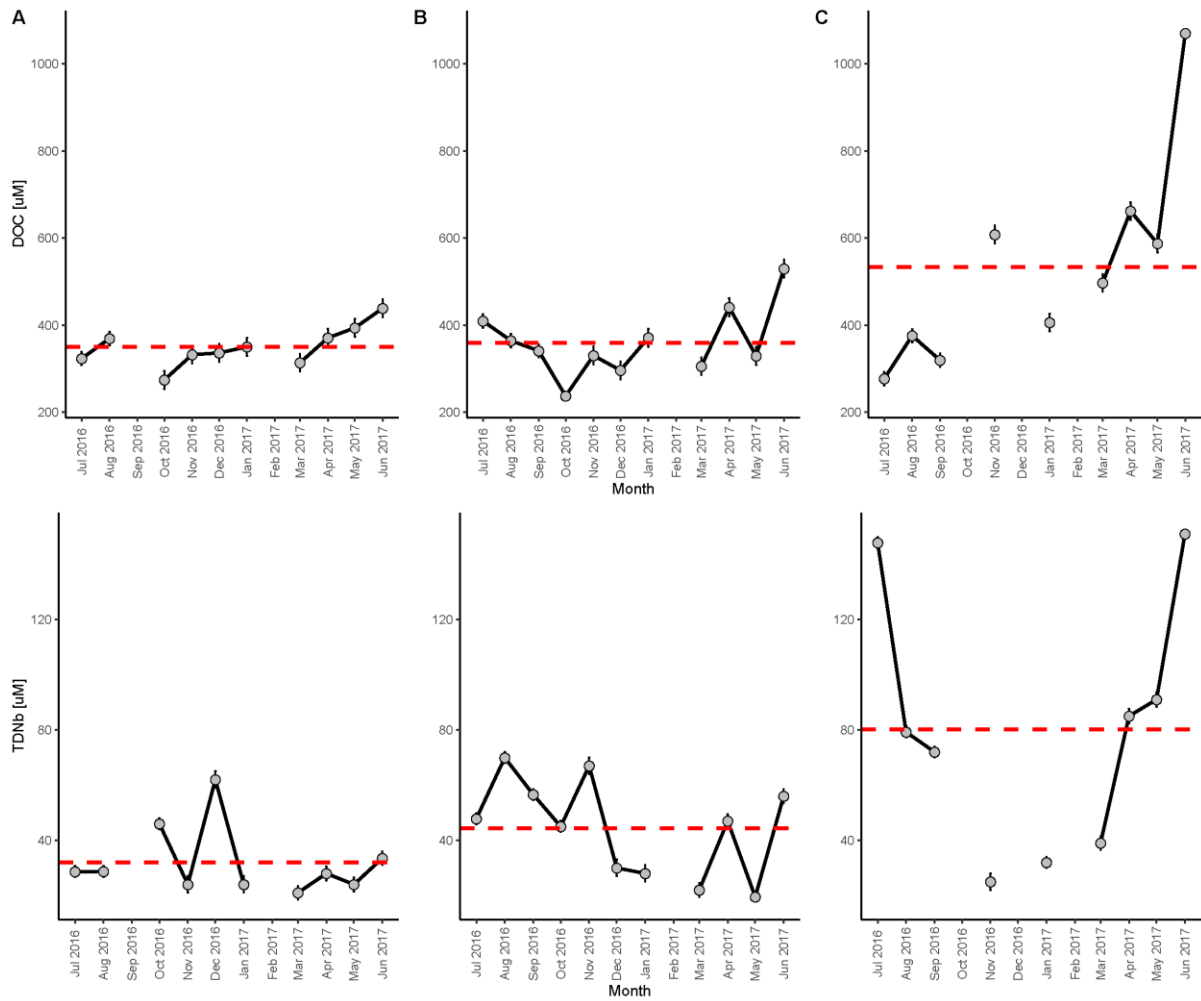 A B C
DOC [uM]
1000 1000 1000
800 800 800
600 600 600
400 400 400
200 200 200
Jul 2016 Aug 2016 Sep 2016 Oct 2016 Nov 2016 Dec 2016 Jan 2017 Feb 2017 Mar 2017 Apr 2017 May 2017 Jun 2017
Jul 2016 Aug 2016 Sep 2016 Oct 2016 Nov 2016 Dec 2016 Jan 2017 Feb 2017 Mar 2017 Apr 2017 May 2017 Jun 2017
Jul 2016 Aug 2016 Sep 2016 Oct 2016 Nov 2016 Dec 2016 Jan 2017 Feb 2017 Mar 2017 Apr 2017 May 2017 Jun 2017
Month
TDNb [uM]
120 120 120
80 80 80
40 40 40
Jul 2016 Aug 2016 Sep 2016 Oct 2016 Nov 2016 Dec 2016 Jan 2017 Feb 2017 Mar 2017 Apr 2017 May 2017 Jun 2017
Jul 2016 Aug 2016 Sep 2016 Oct 2016 Nov 2016 Dec 2016 Jan 2017 Feb 2017 Mar 2017 Apr 2017 May 2017 Jun 2017
Jul 2016 Aug 2016 Sep 2016 Oct 2016 Nov 2016 Dec 2016 Jan 2017 Feb 2017 Mar 2017 Apr 2017 May 2017 Jun 2017
Month